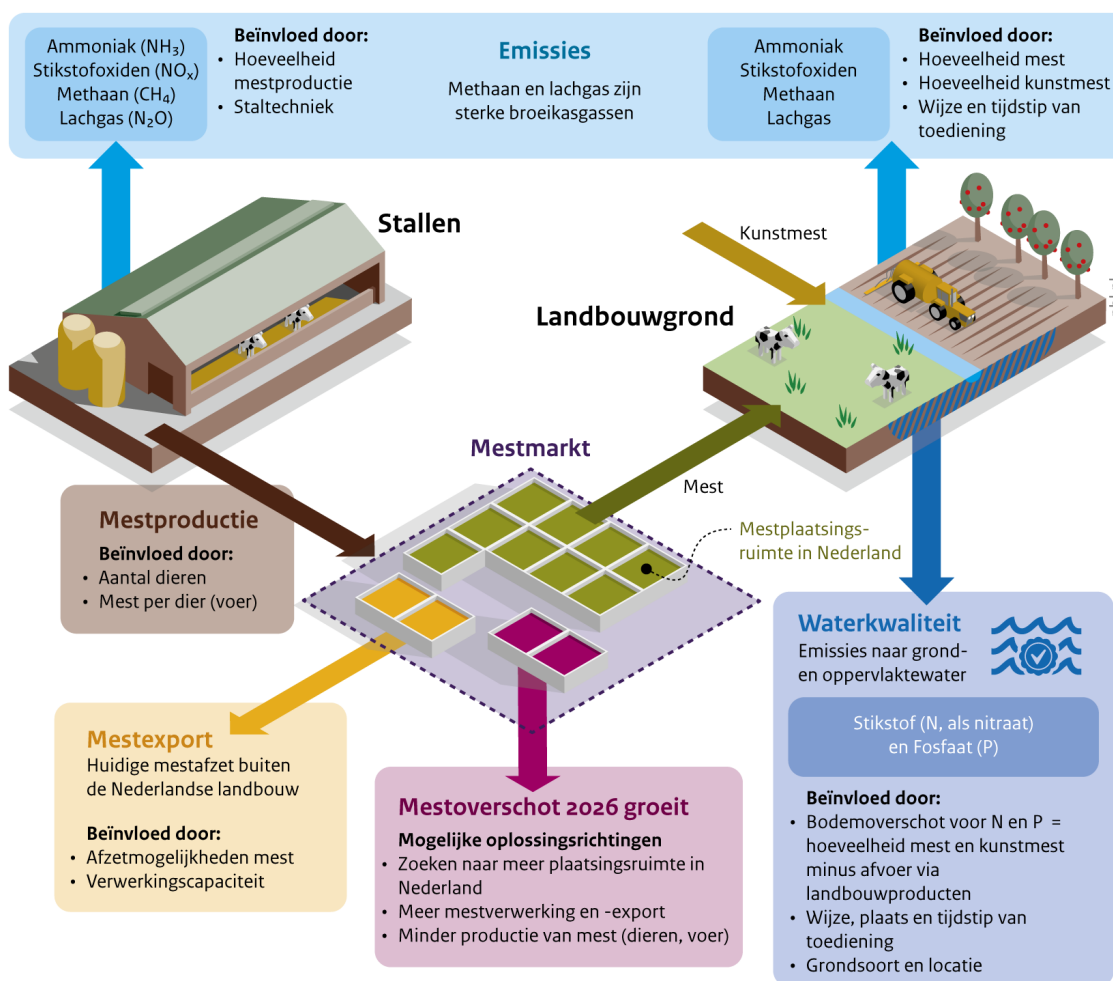 Ammoniak (NH₃)
Stikstofoxiden (NOₓ)
Methaan (CH₄)
Lachgas (N₂O)
Beïnvloed door:
• Hoeveelheid
mestproductie
• Staltechniek
Emissies
Methaan en lachgas zijn
sterke broeikasgassen
Ammoniak
Stikstofoxiden
Methaan
Lachgas
Beïnvloed door:
• Hoeveelheid mest
• Hoeveelheid kunstmest
• Wijze en tijdstip van
toediening
Stallen
Kunstmest
Landbouwgrond
Mestmarkt
Mest
Mestplaatsings-
ruimte in Nederland
Mestproductie
Beïnvloed door:
• Aantal dieren
• Mest per dier (voer)
Mestexport
Huidige mestafzet buiten
de Nederlandse landbouw
Beïnvloed door:
• Afzetmogelijkheden mest
• Verwerkingscapaciteit
Mestoverschot 2026 groeit
Mogelijke oplossingsrichtingen
• Zoeken naar meer plaatsingsruimte in
Nederland
• Meer mestverwerking en -export
• Minder productie van mest (dieren, voer)
Waterkwaliteit
Emissies naar grond-
en oppervlaktewater
Stikstof (N, als nitraat)
en Fosfaat (P)
Beïnvloed door:
• Bodemoverschot voor N en P =
hoeveelheid mest en kunstmest
minus afvoer via
landbouwproducten
• Wijze, plaats en tijdstip van
toediening
• Grondsoort en locatie